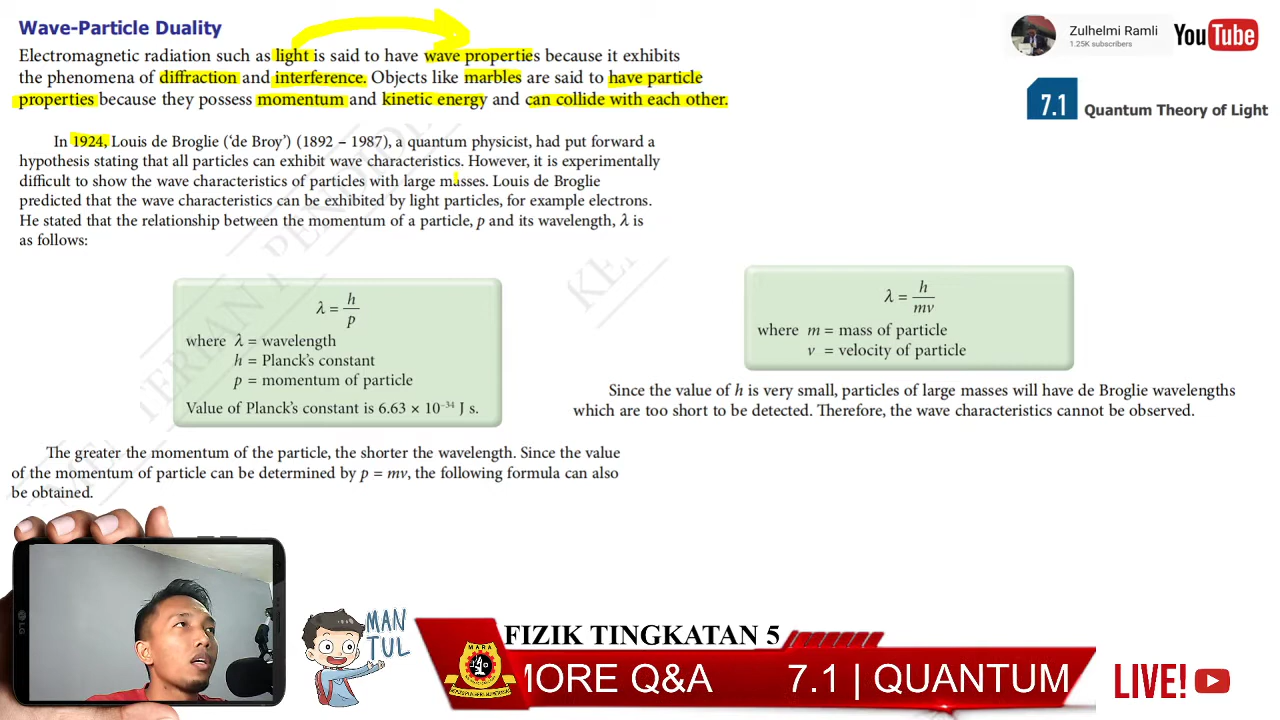 Wave-Particle Duality
Electromagnetic radiation such as light is said to have wave properties because it exhibits
the phenomena of diffraction and interference. Objects like marbles are said to have particle
properties because they possess momentum and kinetic energy and can collide with each other.
In 1924, Louis de Broglie (‘de Broy’) (1892 – 1987), a quantum physicist, had put forward a
hypothesis stating that all particles can exhibit wave characteristics. However, it is experimentally
difficult to show the wave characteristics of particles with large masses. Louis de Broglie
predicted that the wave characteristics can be exhibited by light particles, for example electrons.
He stated that the relationship between the momentum of a particle, p and its wavelength, λ is
as follows:
λ = h/p
where λ = wavelength
h = Planck's constant
p = momentum of particle
Value of Planck's constant is 6.63 × 10⁻³⁴ J s.
The greater the momentum of the particle, the shorter the wavelength. Since the value
of the momentum of particle can be determined by p = mv, the following formula can also
be obtained.
Zulhelmi Ramli
1.25K subscribers
YouTube
7.1
Quantum Theory of Light
λ = h/mv
where m = mass of particle
v = velocity of particle
Since the value of h is very small, particles of large masses will have de Broglie wavelengths
which are too short to be detected. Therefore, the wave characteristics cannot be observed.
LG
MAN
TUL
MARA
FIZIK TINGKATAN 5
MORE Q&A 7.1 | QUANTUM
LIVE!